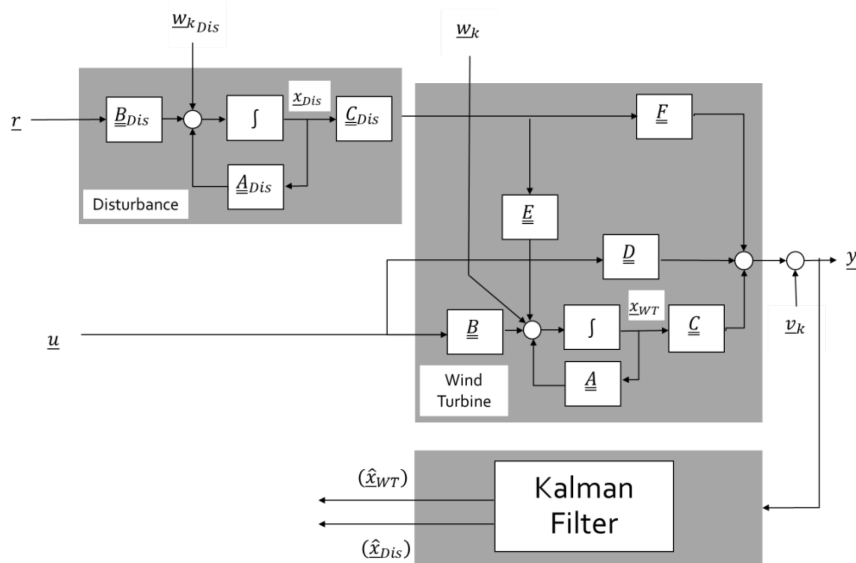 w_k_Dis
w_k
r
B_Dis
∫
x_Dis
C_Dis
F
A_Dis
Disturbance
E
D
y
u
B
∫
x_WT
C
v_k
A
Wind
Turbine
(x̂_WT)
Kalman
Filter
(x̂_Dis)